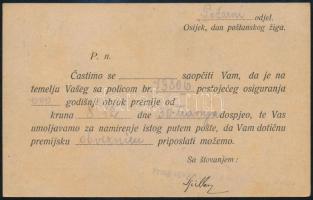 Požarni odjel.
Osijek, dan poštanskog žiga.
P. n.
Častimo se saopćiti Vam, da je na
temelju Vašeg sa policom br. postojećeg osiguranja
godišnji obrok premije od
kruna dne dospjeo, te Vas
umoljavamo za namirenje istog putem pošte, da Vam dotičnu
premijsku priposlati možemo.
Sa štovanjem: